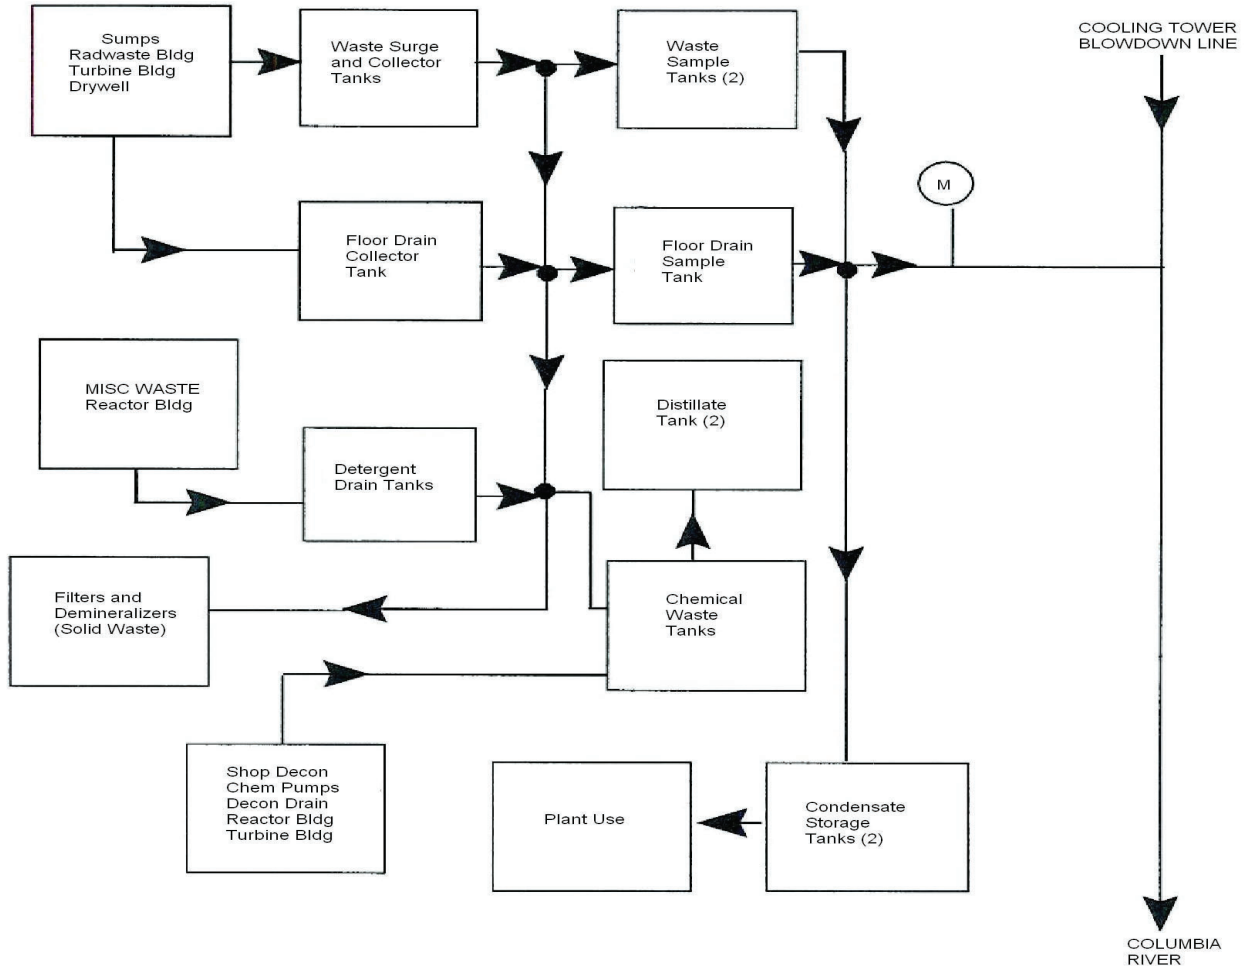 Sumps
Radwaste Bldg
Turbine Bldg
Drywell
Waste Surge
and Collector
Tanks
Waste
Sample
Tanks (2)
COOLING TOWER
BLOWDOWN LINE
M
Floor Drain
Collector
Tank
Floor Drain
Sample
Tank
MISC WASTE
Reactor Bldg
Distillate
Tank (2)
Detergent
Drain Tanks
Filters and
Demineralizers
(Solid Waste)
Chemical
Waste
Tanks
Shop Decon
Chem Pumps
Decon Drain
Reactor Bldg
Turbine Bldg
Plant Use
Condensate
Storage
Tanks (2)
COLUMBIA
RIVER